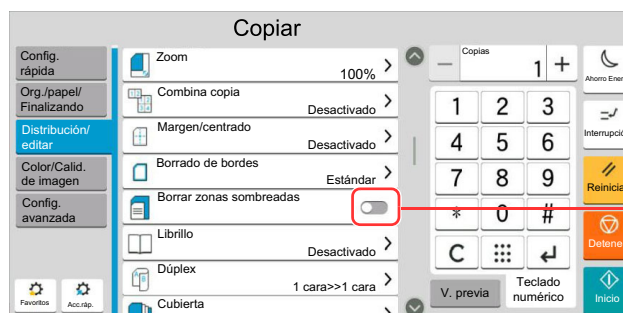 Copiar
Config.
rápida
Org./papel/
Finalizando
Distribución/
editar
Color/Calid.
de imagen
Config.
avanzada
Favoritos
Acc.ráp.
Zoom
100%
Combina copia
Desactivado
Margen/centrado
Desactivado
Borrado de bordes
Estándar
Borrar zonas sombreadas
Librillo
Desactivado
Dúplex
1 cara>>1 cara
Cubierta
Copias
— 1 +
1 2 3
4 5 6
7 8 9
* 0 #
C
V. previa
Teclado
numérico
Ahorro Ener
Interrupció
Reinicia
Detene
Inicio